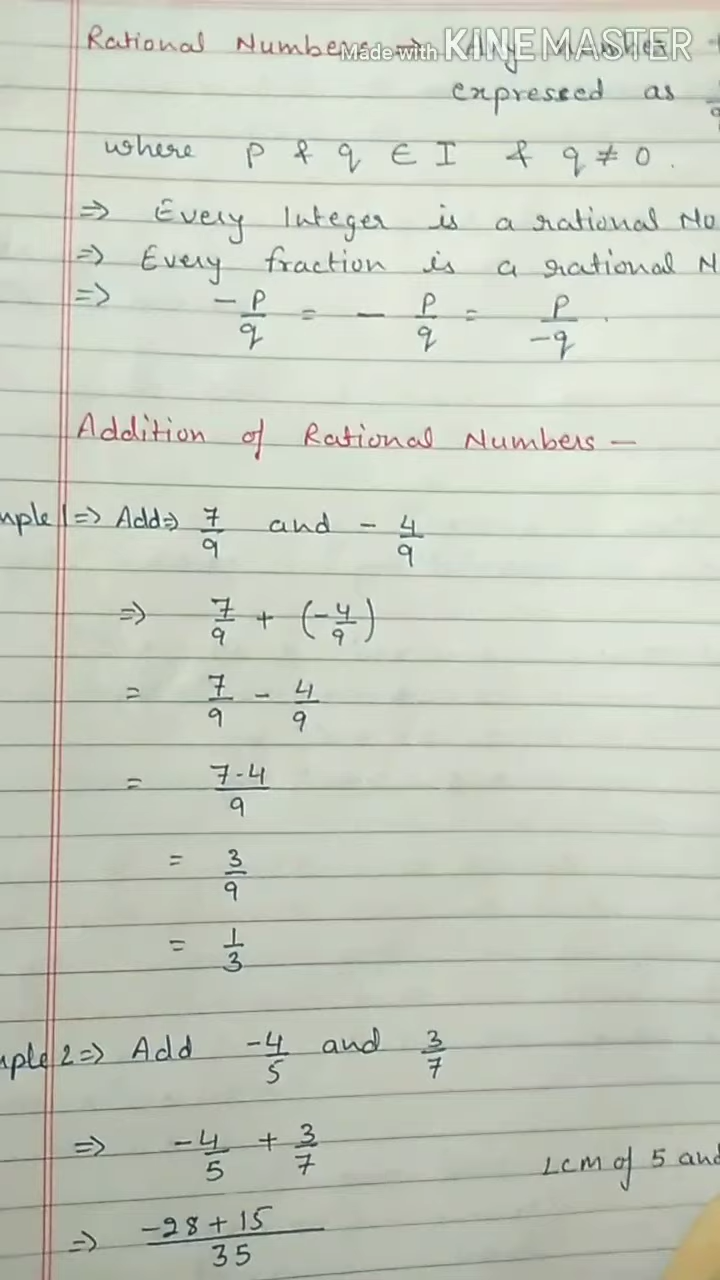 Rational Numbers ⇒ Any number
Made with KINEMASTER
expressed as
where p & q ∈ I & q ≠ 0.
⇒ Every Integer is a rational No
⇒ Every fraction is a rational N
⇒ -p/q = - p/q = p/-q.
Addition of Rational Numbers -
mple 1 ⇒ Add ⇒ 7/9 and - 4/9
⇒ 7/9 + (-4/9)
= 7/9 - 4/9
= 7-4/9
= 3/9
= 1/3
mple 2 ⇒ Add -4/5 and 3/7
⇒ -4/5 + 3/7
LCM of 5 and
⇒ -28+15/35